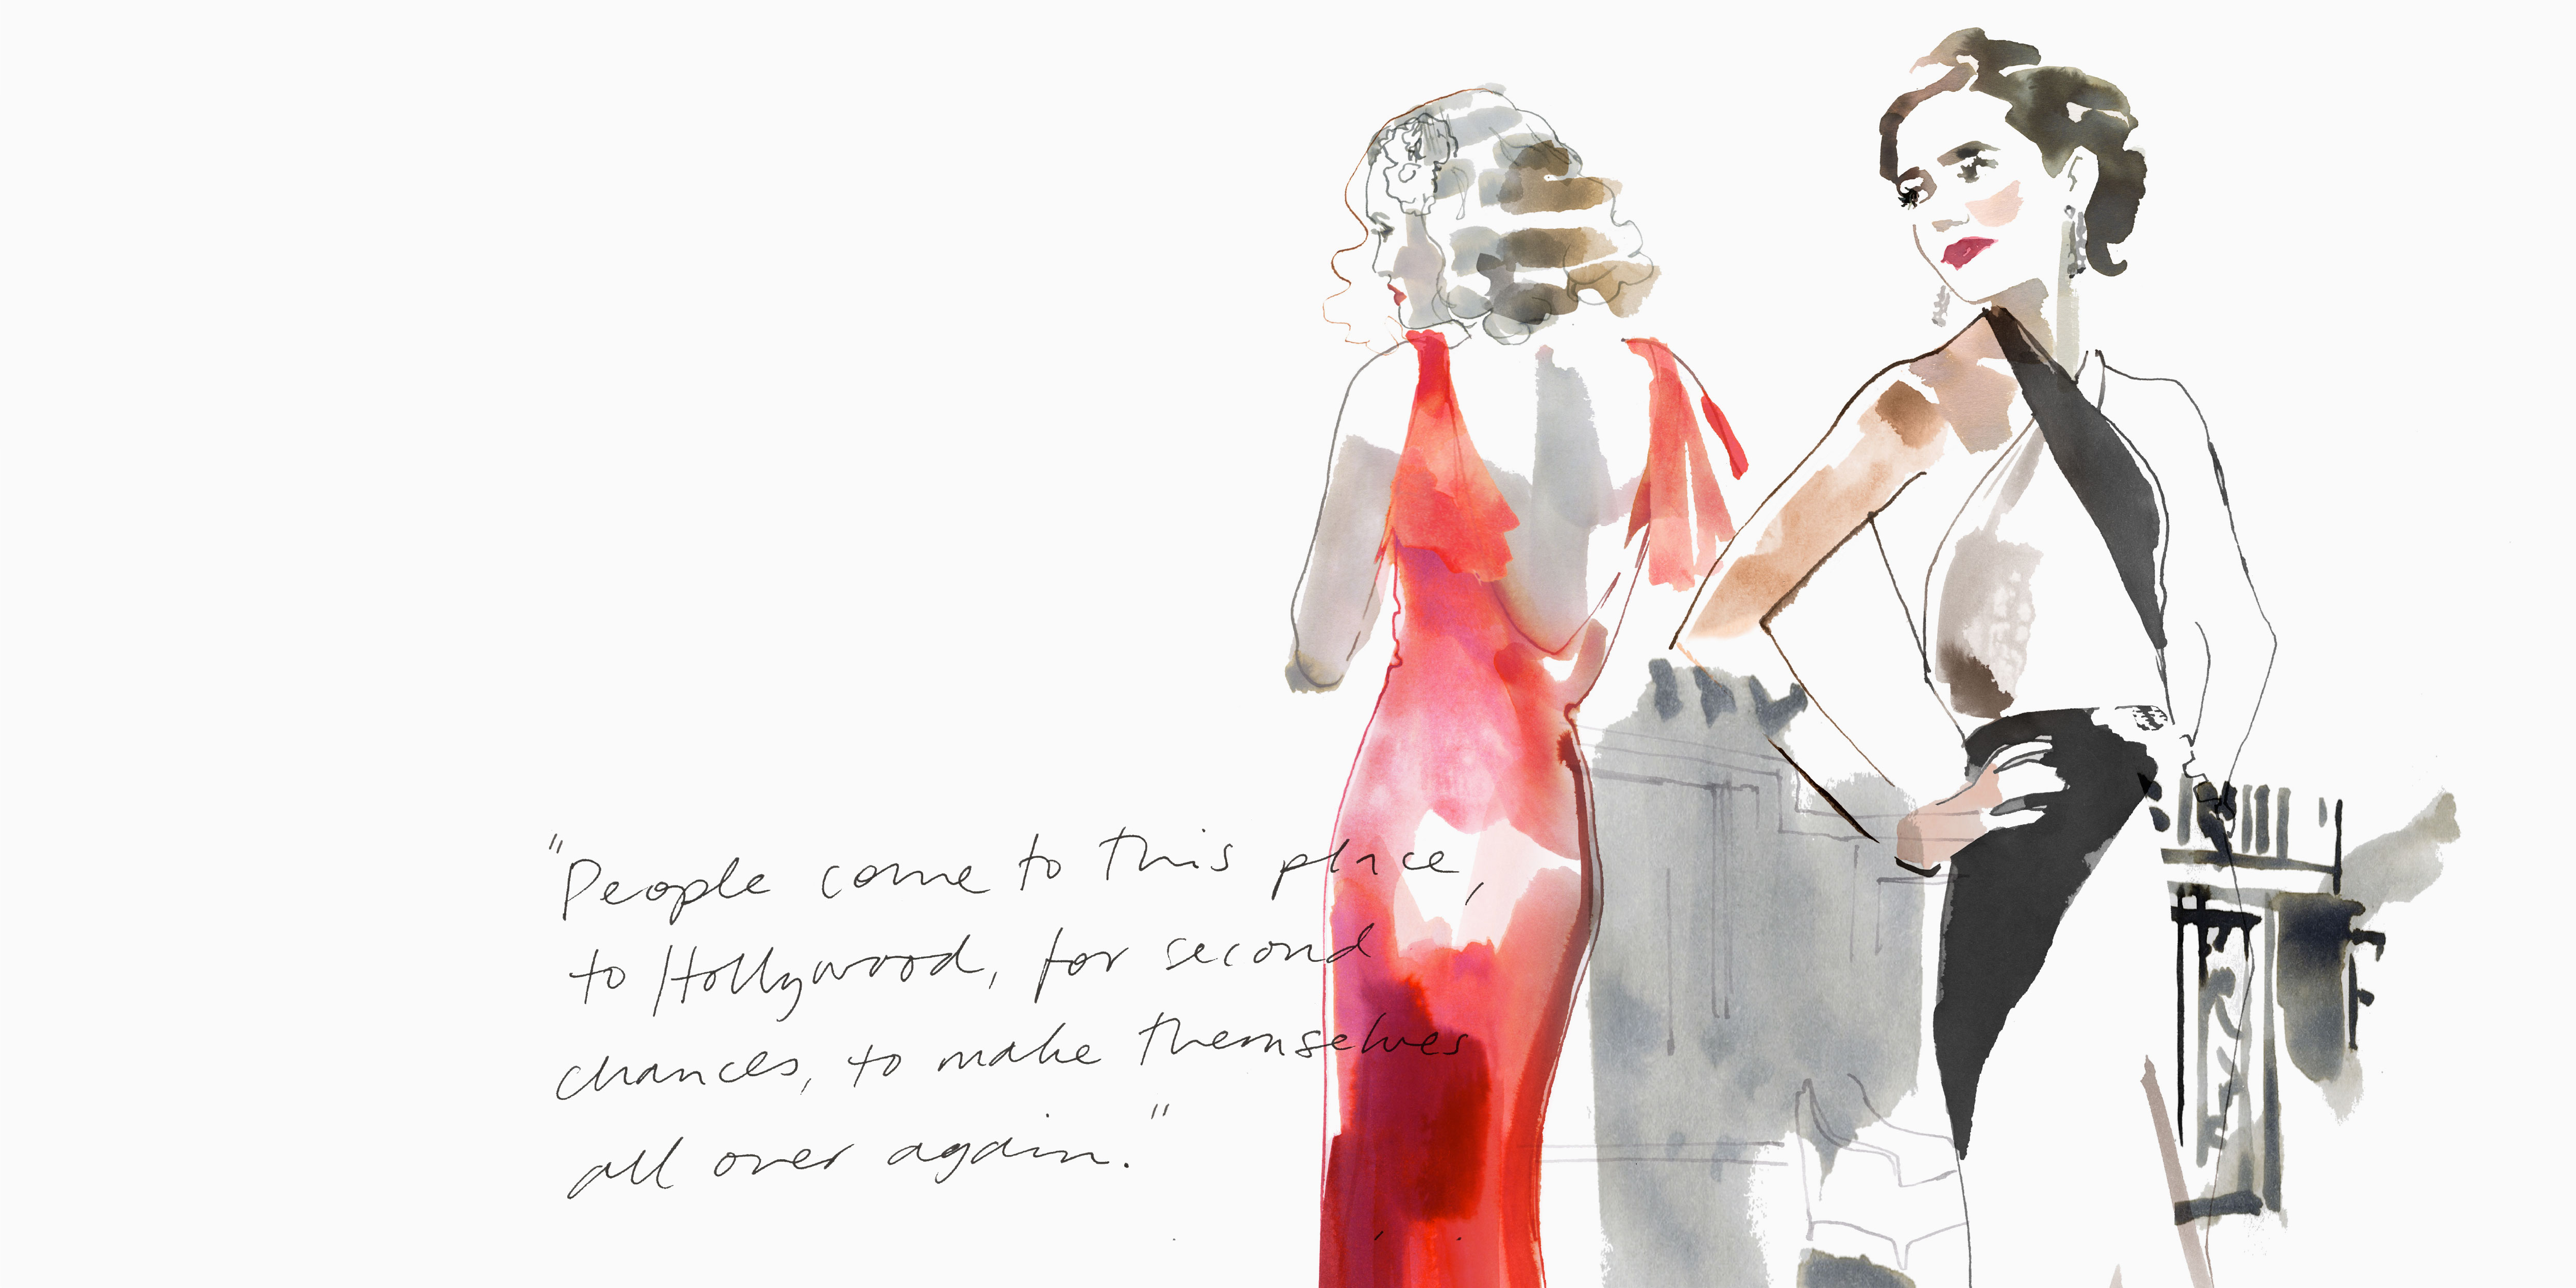 "People come to this place,
to Hollywood, for second
chances, to make themselves
all over again."